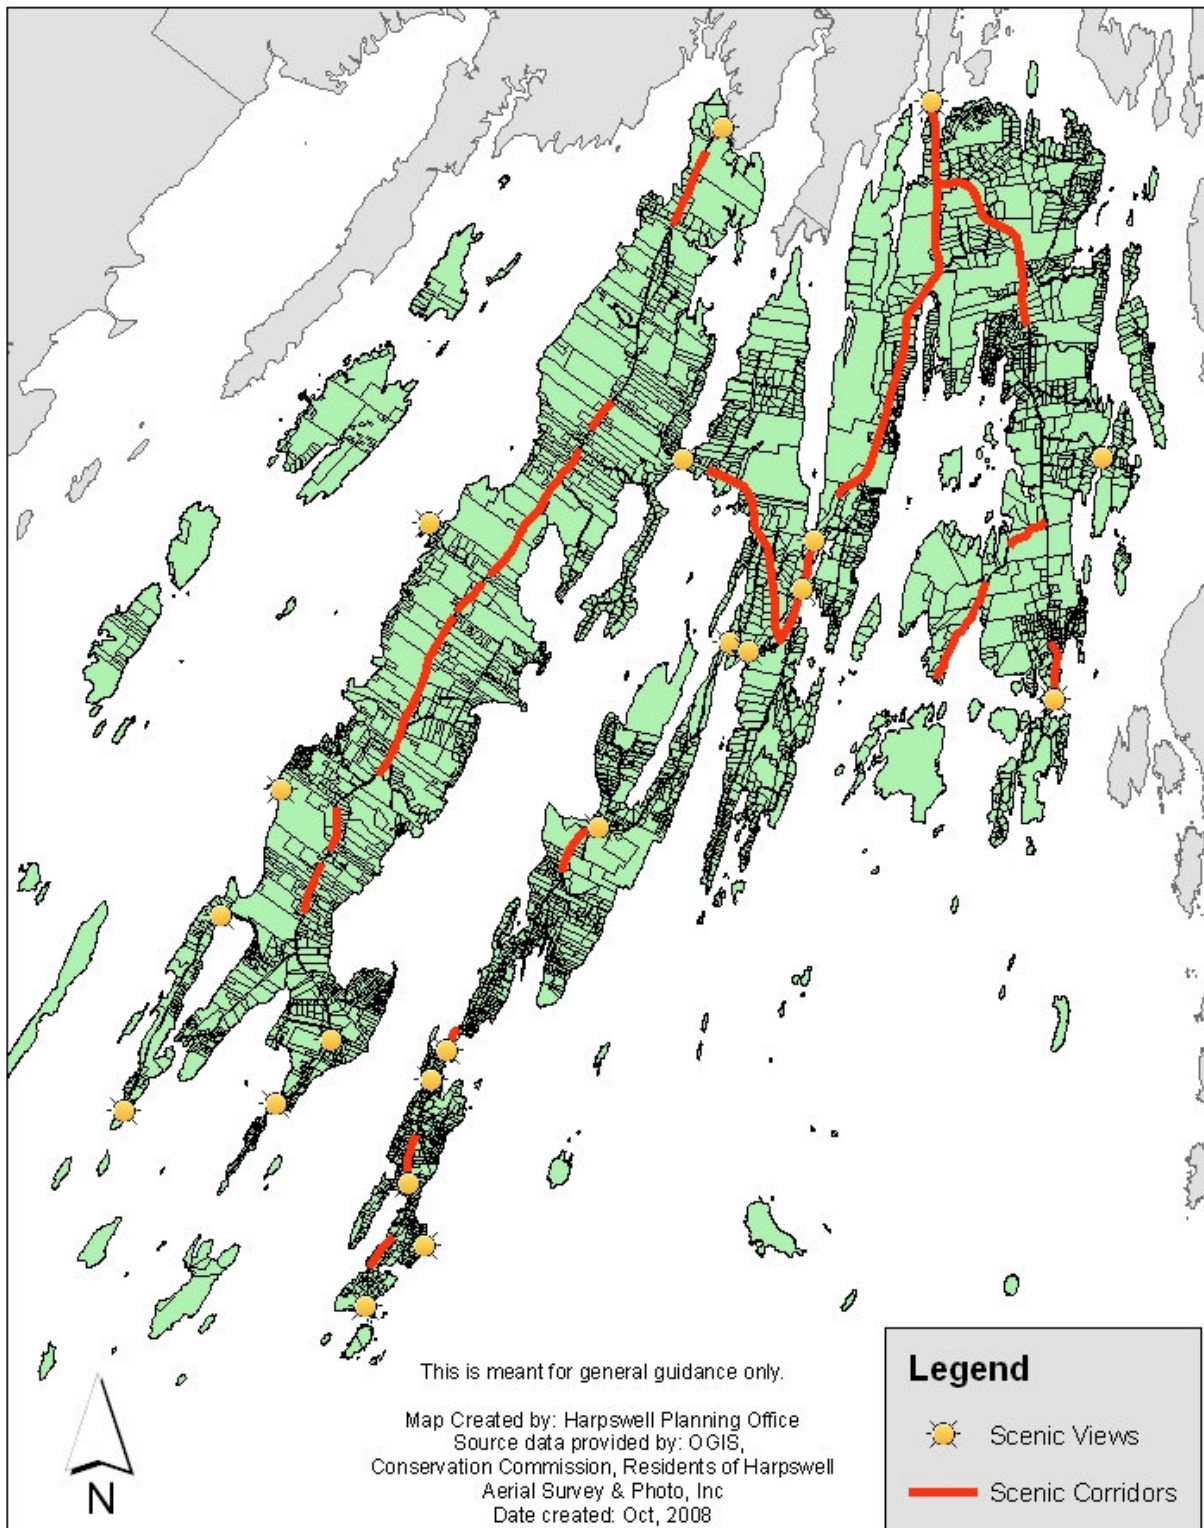 This is meant for general guidance only.
Map Created by: Harpswell Planning Office
Source data provided by: OGIS,
Conservation Commission, Residents of Harpswell
Aerial Survey & Photo, Inc
Date created: Oct, 2008
N
Legend
Scenic Views
Scenic Corridors